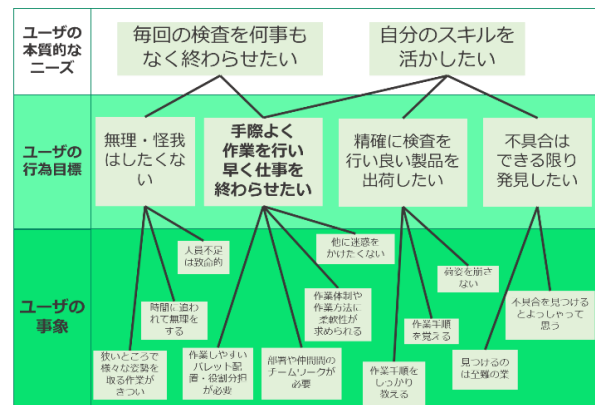 ユーザの
本質的な
ニーズ
毎回の検査を何事も
なく終わらせたい
自分のスキルを
活かしたい
ユーザの
行為目標
無理・怪我
はしたくな
い
手際よく
作業を行い
早く仕事を
終わらせたい
精確に検査を
行い良い製品を
出荷したい
不具合は
できる限り
発見したい
ユーザの
事象
人員不足
は致命的
時間に追わ
れて無理を
する
狭いところで
様々な姿勢を
取る作業が
きつい
作業しやすい
パレット配
置・役割分担
が必要
他に迷惑を
かけたくない
作業体制や
作業方法に
柔軟性が
求められる
部署や仲間間の
チームワークが
必要
荷姿を崩さ
ない
作業手順
を覚える
作業手順を
しっかり
教える
不具合を見つける
とよっしゃって
思う
見つけるの
は至難の業